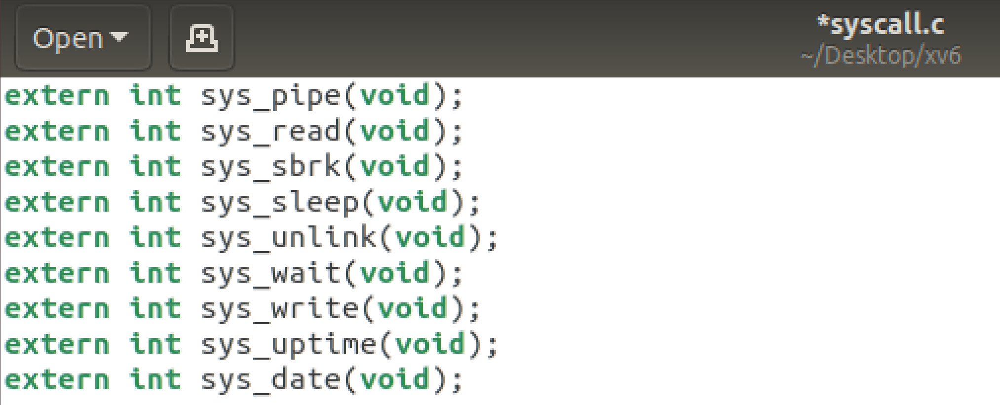 Open
*syscall.c
~/Desktop/xv6
extern int sys_pipe(void);
extern int sys_read(void);
extern int sys_sbrk(void);
extern int sys_sleep(void);
extern int sys_unlink(void);
extern int sys_wait(void);
extern int sys_write(void);
extern int sys_uptime(void);
extern int sys_date(void);